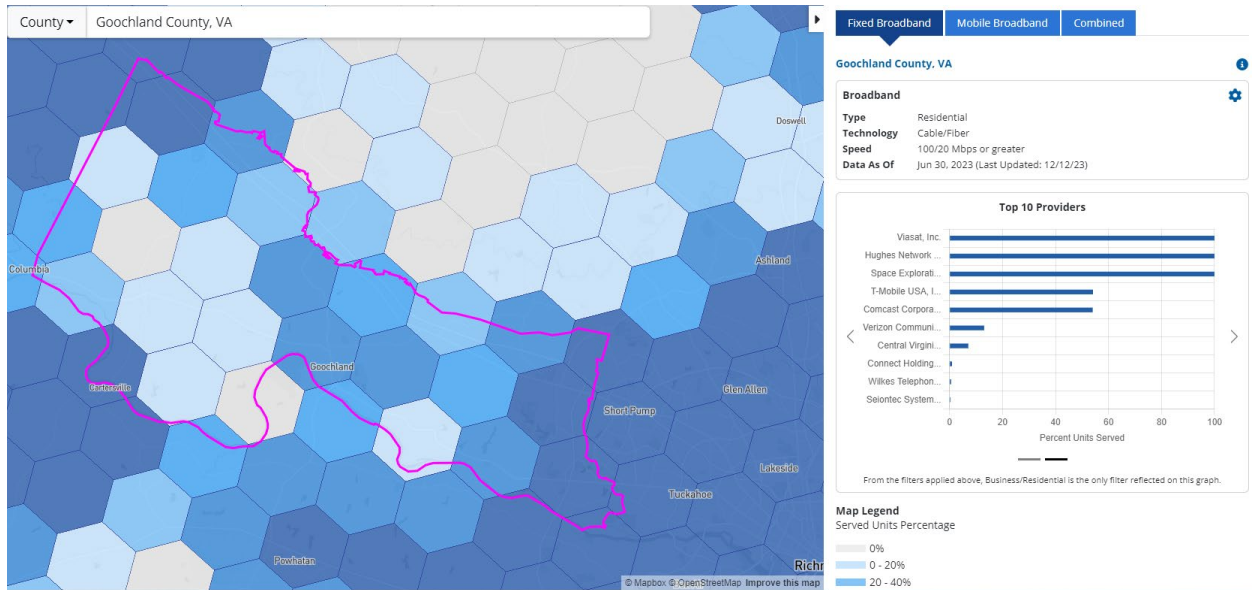 County
Goochland County, VA
Doswell
Ashland
Columbia
Goochland
Cartersville
Glen Allen
Short Pump
Lakeside
Tuckahoe
Powhatan
Richm
© Mapbox © OpenStreetMap Improve this map
Fixed Broadband
Mobile Broadband
Combined
Goochland County, VA
Broadband
Type Residential
Technology Cable/Fiber
Speed 100/20 Mbps or greater
Data As Of Jun 30, 2023 (Last Updated: 12/12/23)
Top 10 Providers
Viasat, Inc.
Hughes Network ...
Space Explorati...
T-Mobile USA, I...
Comcast Corpora...
Verizon Communi...
Central Virgini...
Connect Holding...
Wilkes Telephon...
Seiontec System...
0 20 40 60 80 100
Percent Units Served
From the filters applied above, Business/Residential is the only filter reflected on this graph.
Map Legend
Served Units Percentage
0%
0 - 20%
20 - 40%